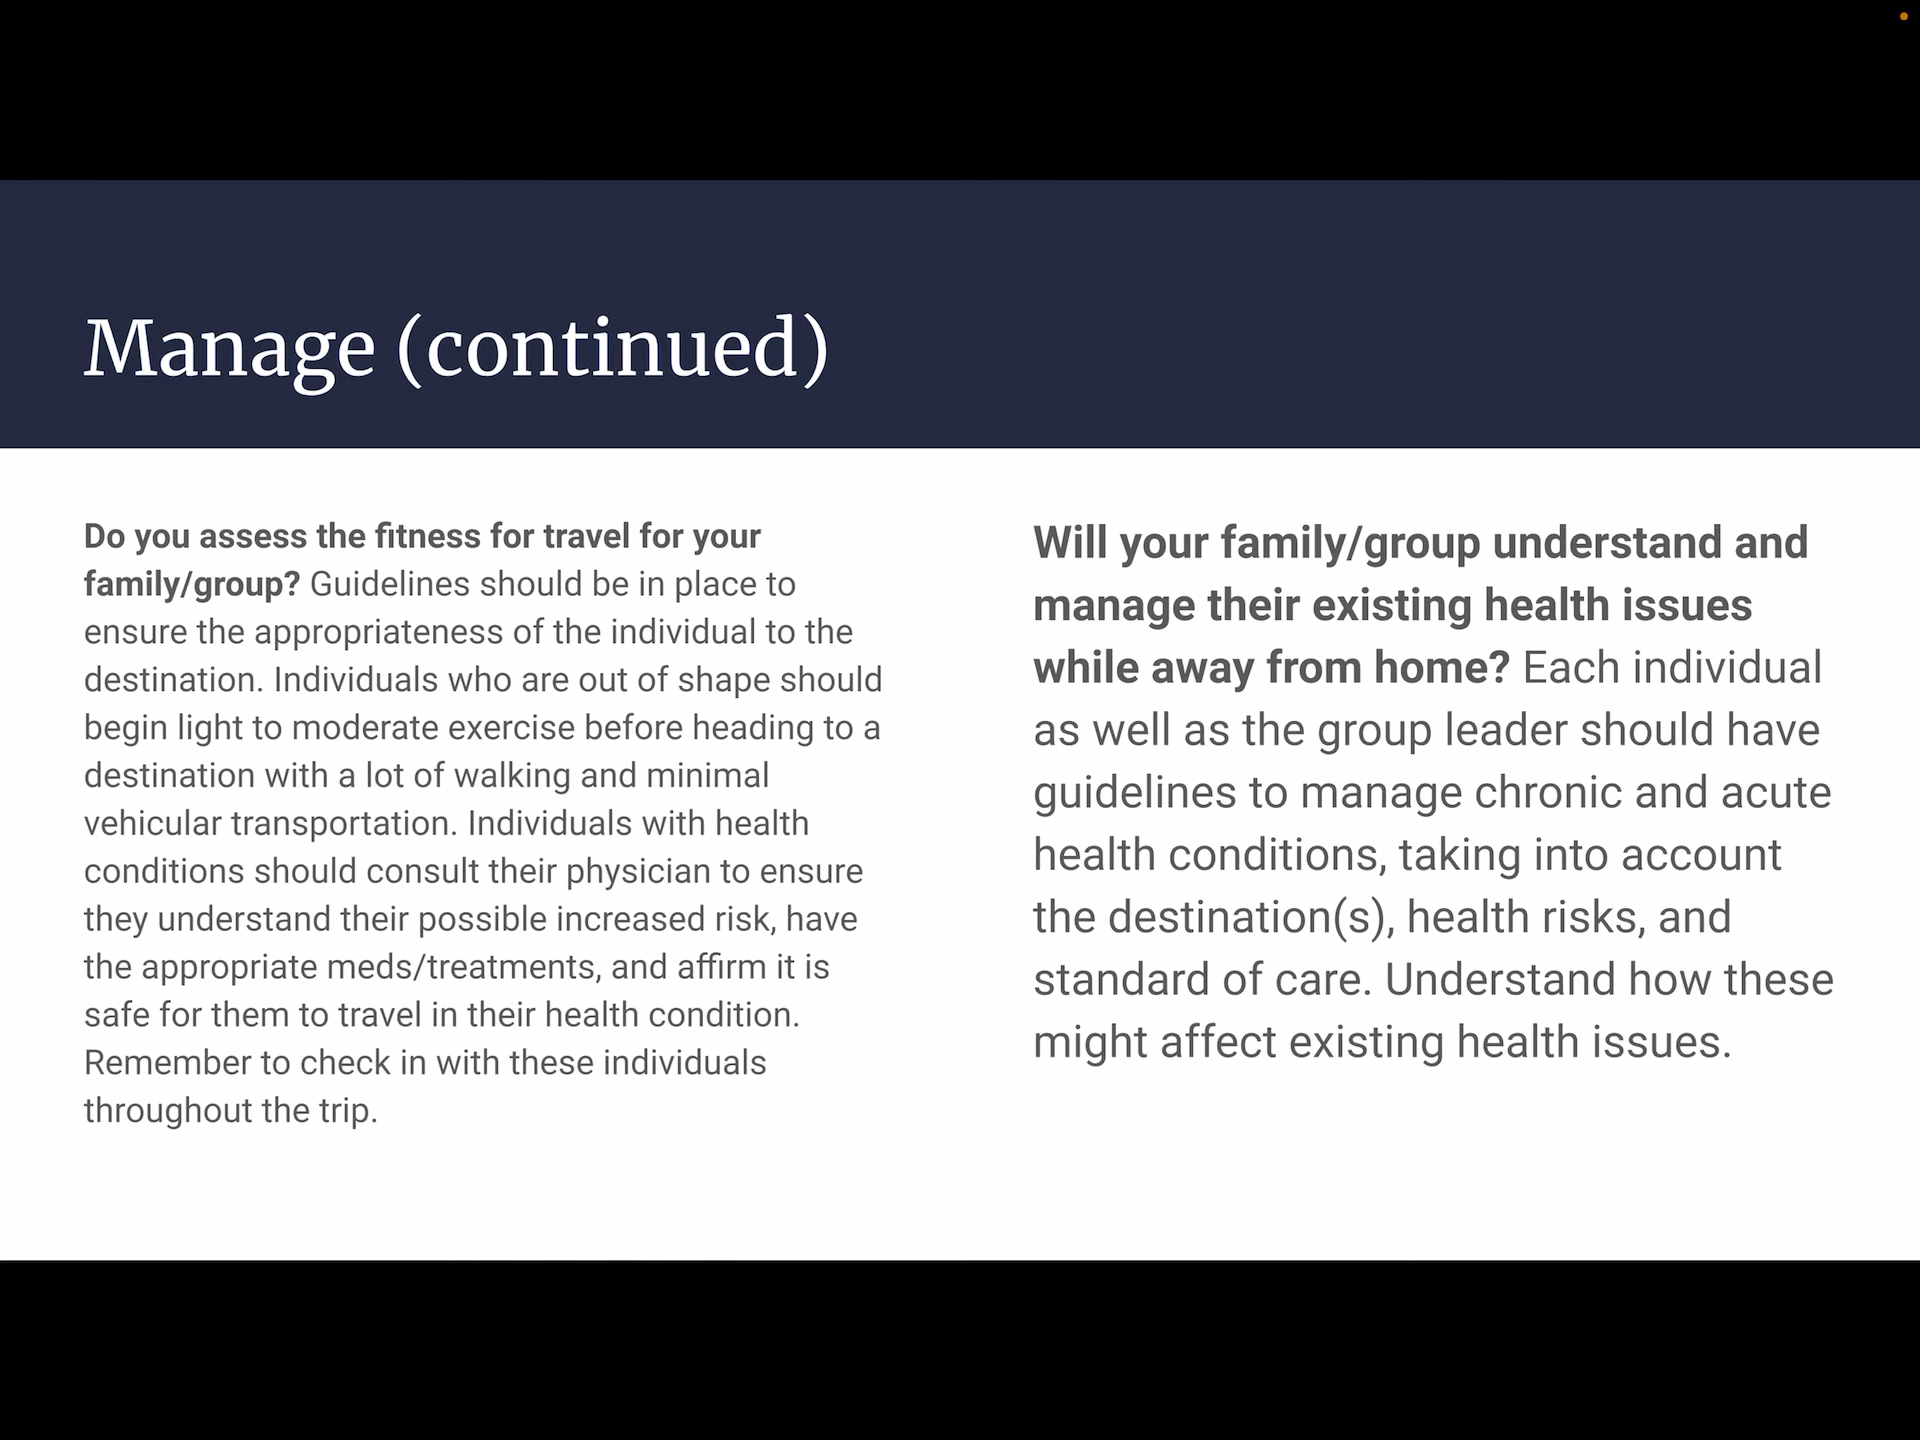 Manage (continued)
Do you assess the fitness for travel for your
family/group? Guidelines should be in place to
ensure the appropriateness of the individual to the
destination. Individuals who are out of shape should
begin light to moderate exercise before heading to a
destination with a lot of walking and minimal
vehicular transportation. Individuals with health
conditions should consult their physician to ensure
they understand their possible increased risk, have
the appropriate meds/treatments, and affirm it is
safe for them to travel in their health condition.
Remember to check in with these individuals
throughout the trip.
Will your family/group understand and
manage their existing health issues
while away from home? Each individual
as well as the group leader should have
guidelines to manage chronic and acute
health conditions, taking into account
the destination(s), health risks, and
standard of care. Understand how these
might affect existing health issues.